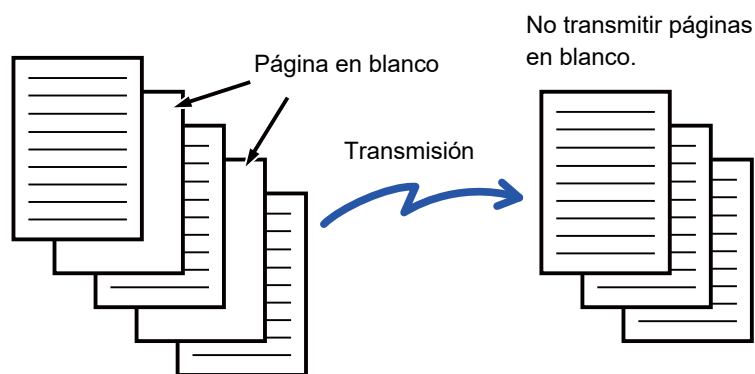 No transmitir páginas
en blanco.
Página en blanco
Transmisión